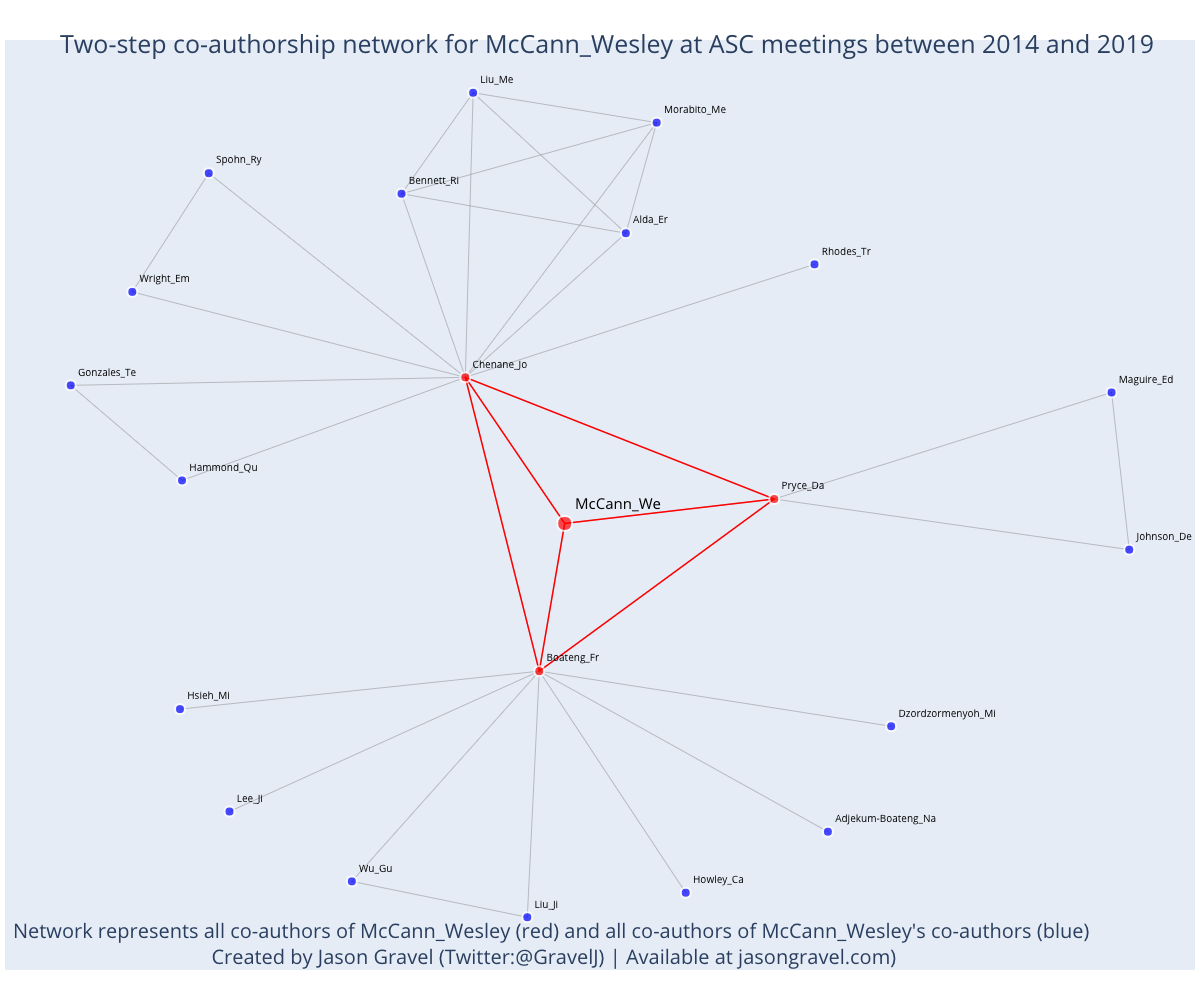 Two-step co-authorship network for McCann_Wesley at ASC meetings between 2014 and 2019
Liu_Me
Morabito_Me
Spohn_Ry
Bennett_Ri
Alda_Er
Rhodes_Tr
Wright_Em
Chenane_Jo
Gonzales_Te
Maguire_Ed
Hammond_Qu
Pryce_Da
McCann_We
Johnson_De
Boateng_Fr
Hsieh_Mi
Dzordzormenyoh_Mi
Lee_Ji
Adjekum-Boateng_Na
Wu_Gu
Howley_Ca
Liu_Ji
Network represents all co-authors of McCann_Wesley (red) and all co-authors of McCann_Wesley's co-authors (blue)
Created by Jason Gravel (Twitter:@GravelJ) | Available at jasongravel.com)